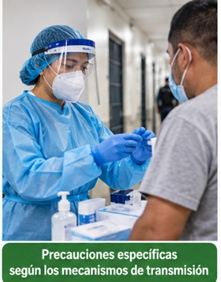 Precauciones específicas
según los mecanismos de transmisión